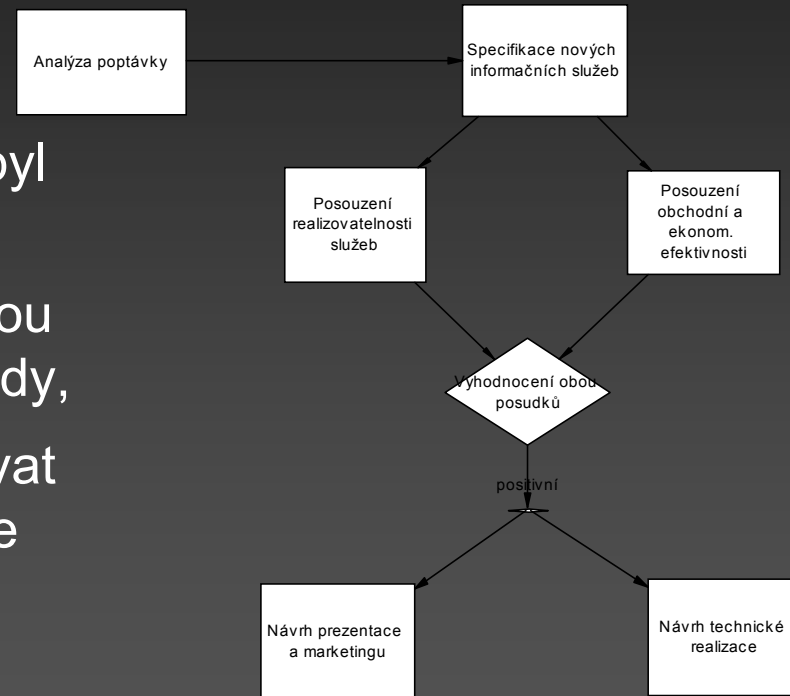 Analýza poptávky
Specifikace nových
informačních služeb
byl
Posouzení
realizovatelnosti
služeb
Posouzení
obchodní a
ekonom.
efektivnosti
ou
dy,
Vyhodnocení obou
posudků
vat
e
positivní
Návrh prezentace
a marketingu
Návrh technické
realizace